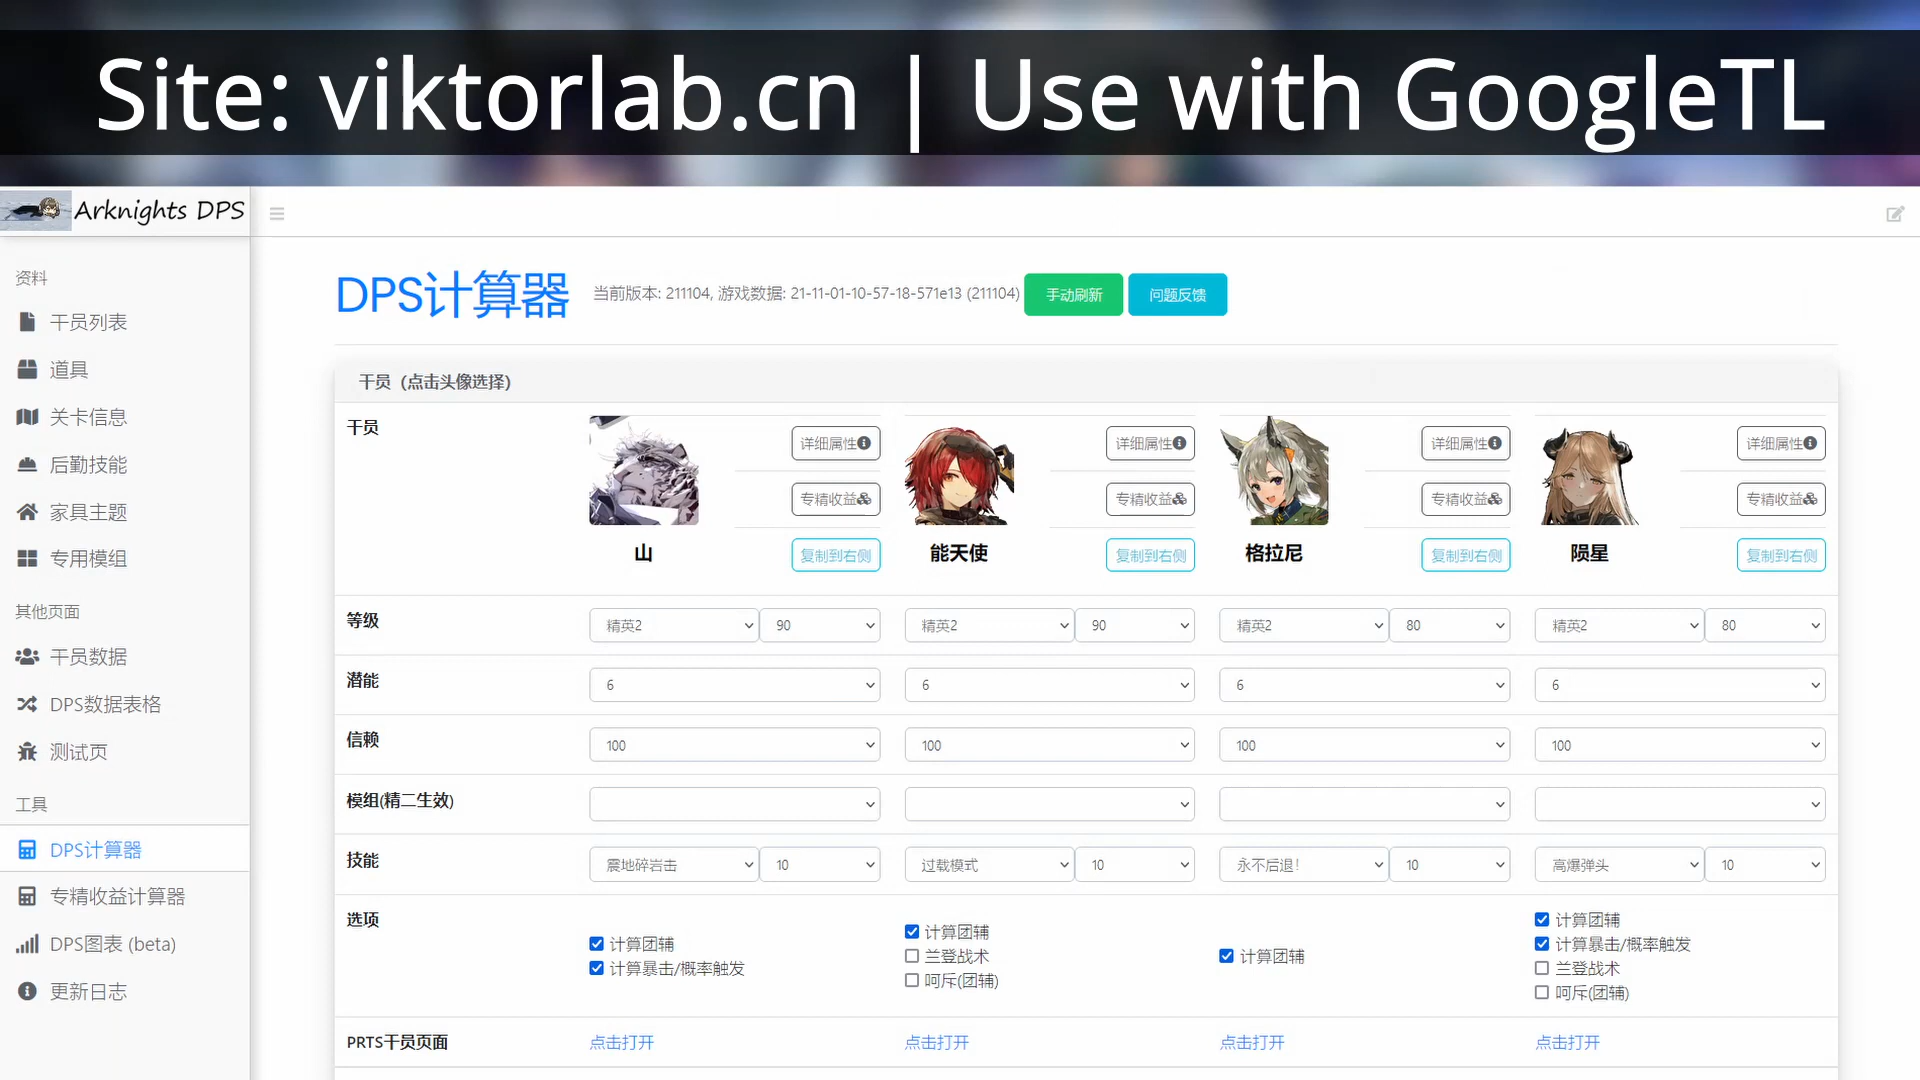 Site: viktorlab.cn | Use with GoogleTL
Arknights DPS
资料
干员列表
道具
关卡信息
后勤技能
家具主题
专用模组
其他页面
干员数据
DPS数据表格
测试页
工具
DPS计算器
专精收益计算器
DPS图表 (beta)
更新日志
DPS计算器 当前版本: 211104, 游戏数据: 21-11-01-10-57-18-571e13 (211104) 手动刷新 问题反馈
干员（点击头像选择）
干员
详细属性 详细属性 详细属性 详细属性
专精收益 专精收益 专精收益 专精收益
山 复制到右侧 能天使 复制到右侧 格拉尼 复制到右侧 陨星 复制到右侧
等级 精英2 90 精英2 90 精英2 80 精英2 80
潜能 6 6 6 6
信赖 100 100 100 100
模组(精二生效)
技能 震地碎岩击 10 过载模式 10 永不后退! 10 高爆弹头 10
选项
计算团辅
计算暴击/概率触发
计算团辅
兰登战术
呵斥(团辅)
计算团辅
计算团辅
计算暴击/概率触发
兰登战术
呵斥(团辅)
PRTS干员页面 点击打开 点击打开 点击打开 点击打开